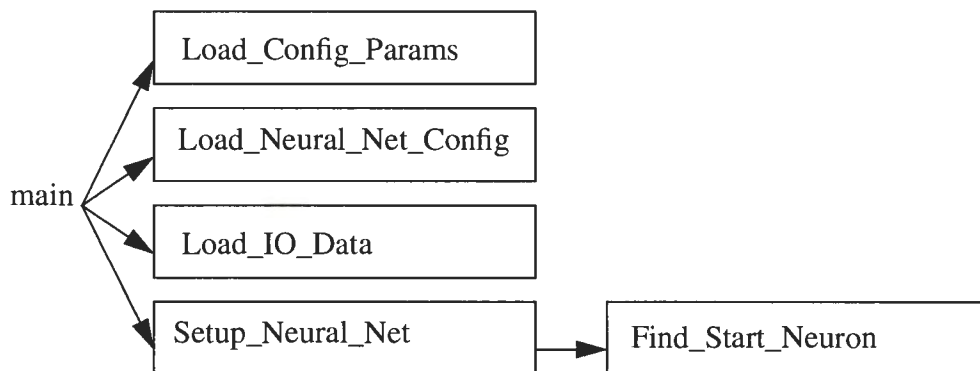 Load_Config_Params
Load_Neural_Net_Config
main
Load_IO_Data
Setup_Neural_Net
Find_Start_Neuron